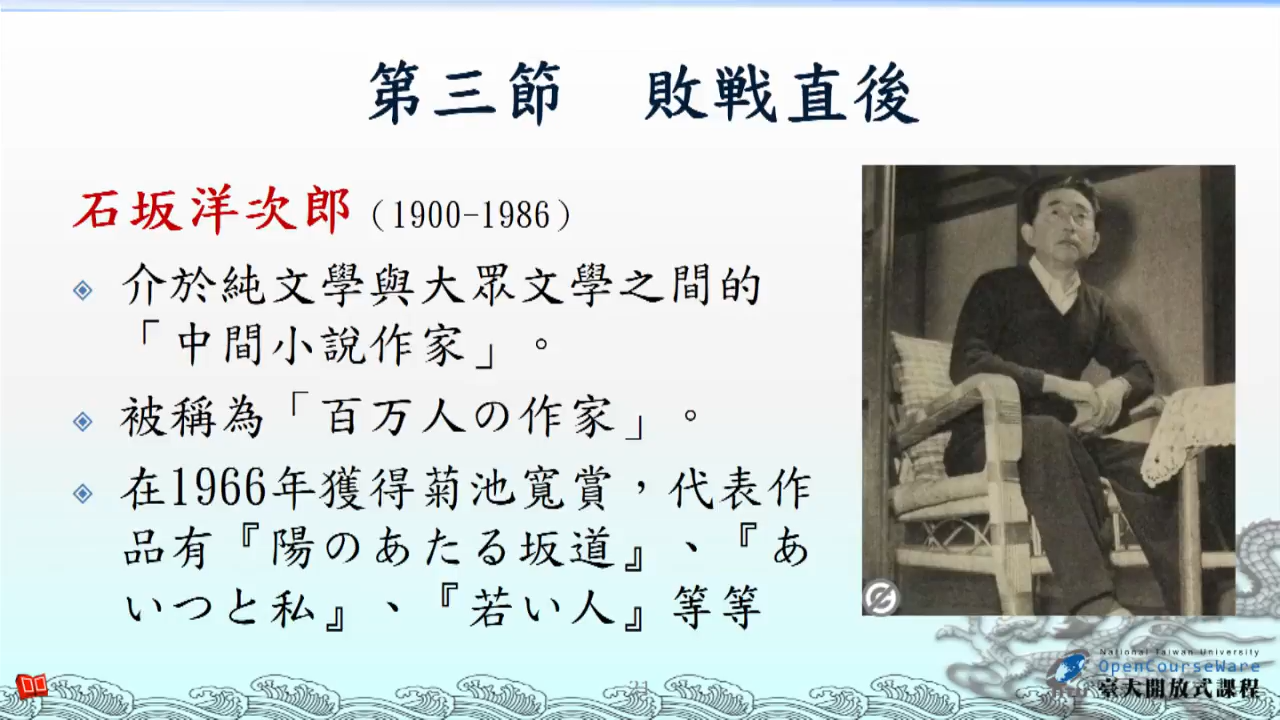 第三節　敗戦直後
石坂洋次郎（1900-1986）
介於純文學與大眾文學之間的
「中間小說作家」。
被稱為「百万人の作家」。
在1966年獲得菊池寬賞，代表作
品有『陽のあたる坂道』、『あ
いつと私』、『若い人』等等
National Taiwan University
OpenCourseWare
臺大開放式課程